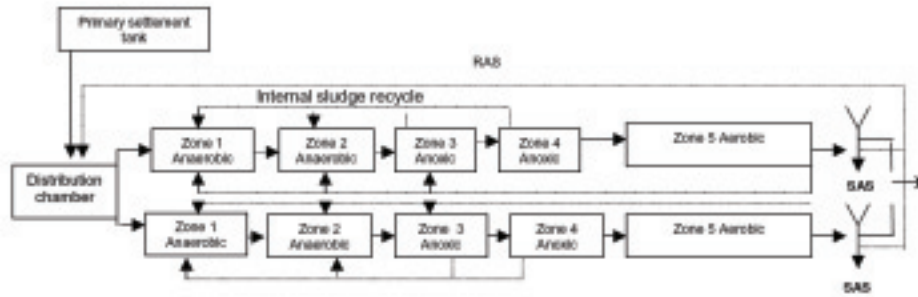 Primary settlement
tank
RAS
Internal sludge recycle
Zone 1
Anaerobic
Zone 2
Anaerobic
Zone 3
Anoxic
Zone 4
Anoxic
Zone 5 Aerobic
Distribution
chamber
SAS
Zone 1
Anaerobic
Zone 2
Anaerobic
Zone 3
Anoxic
Zone 4
Anoxic
Zone 5 Aerobic
SAS